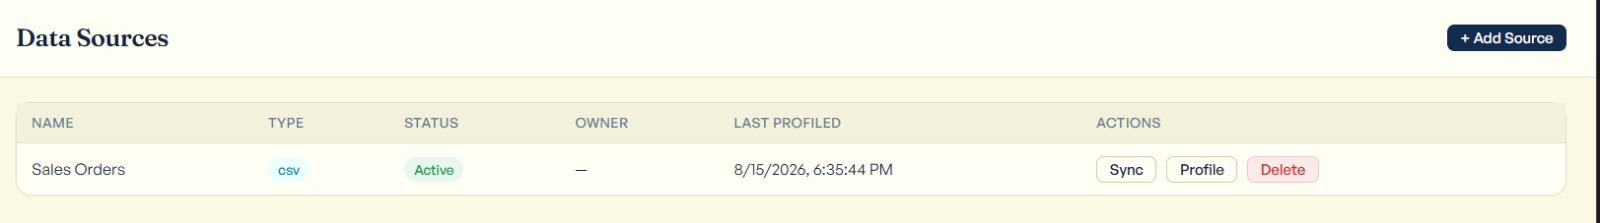 Data Sources
+ Add Source
NAME TYPE STATUS OWNER LAST PROFILED ACTIONS
Sales Orders csv Active — 8/15/2026, 6:35:44 PM Sync Profile Delete